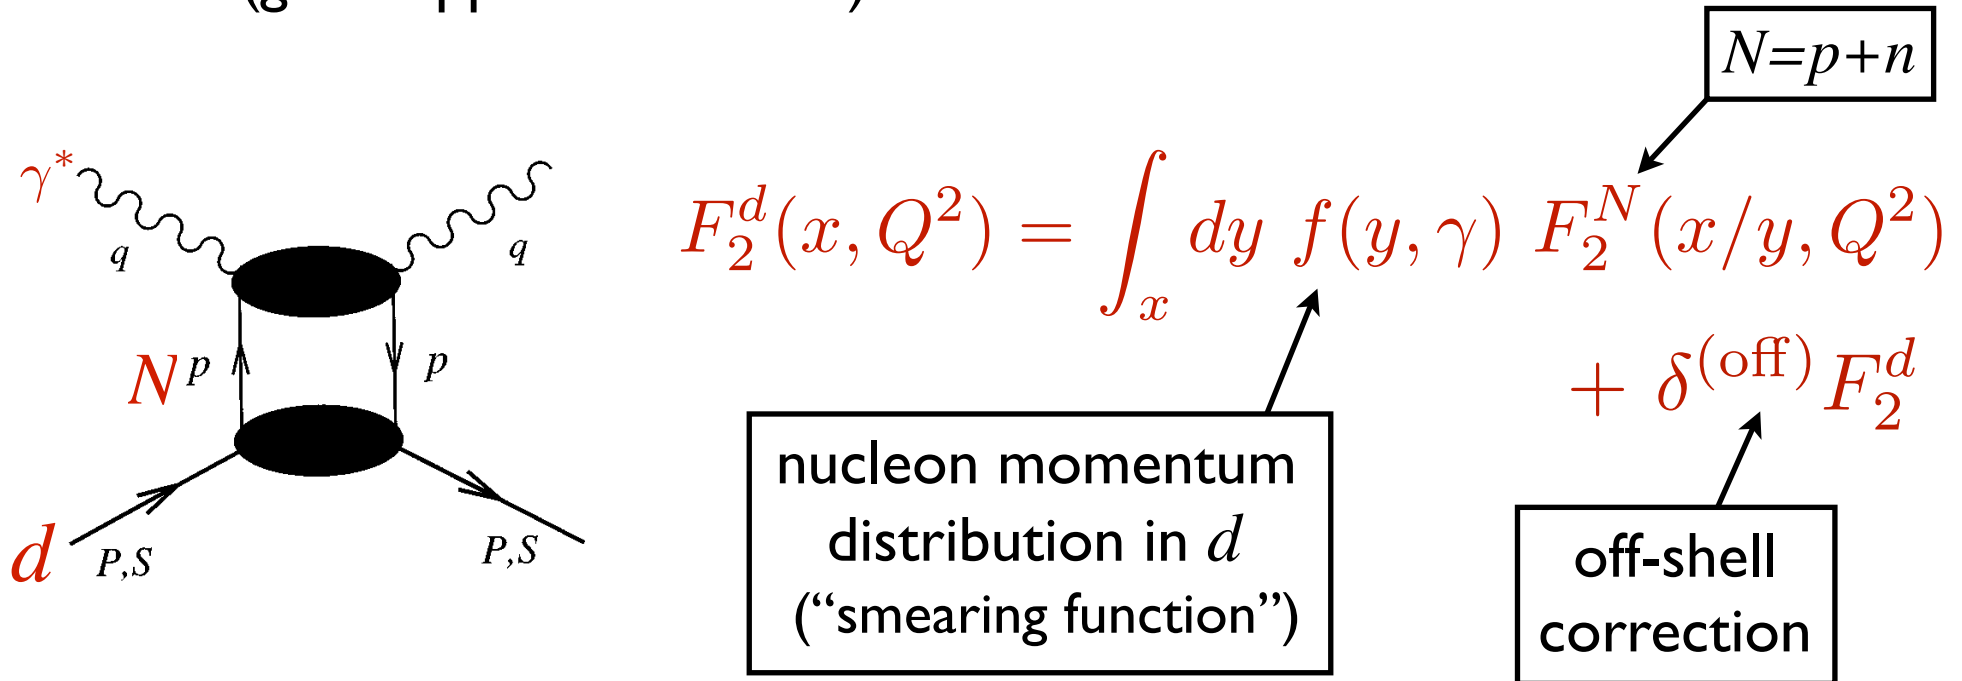 N=p+n
γ* q q
F_2^d(x, Q^2) = ∫_x dy f(y, γ) F_2^N(x/y, Q^2)
+ δ^(off) F_2^d
N p p
d P,S P,S
nucleon momentum
distribution in d
(“smearing function”)
off-shell
correction